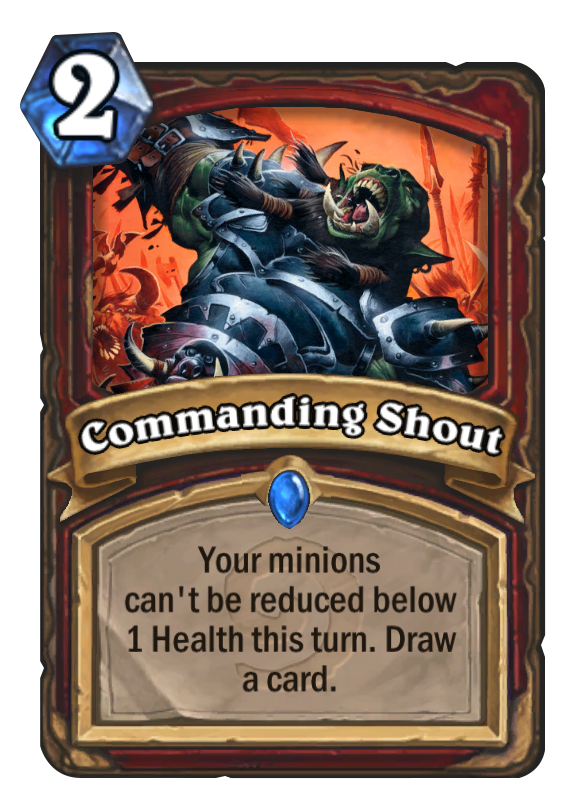 2
Commanding Shout
Your minions
can't be reduced below
1 Health this turn. Draw
a card.